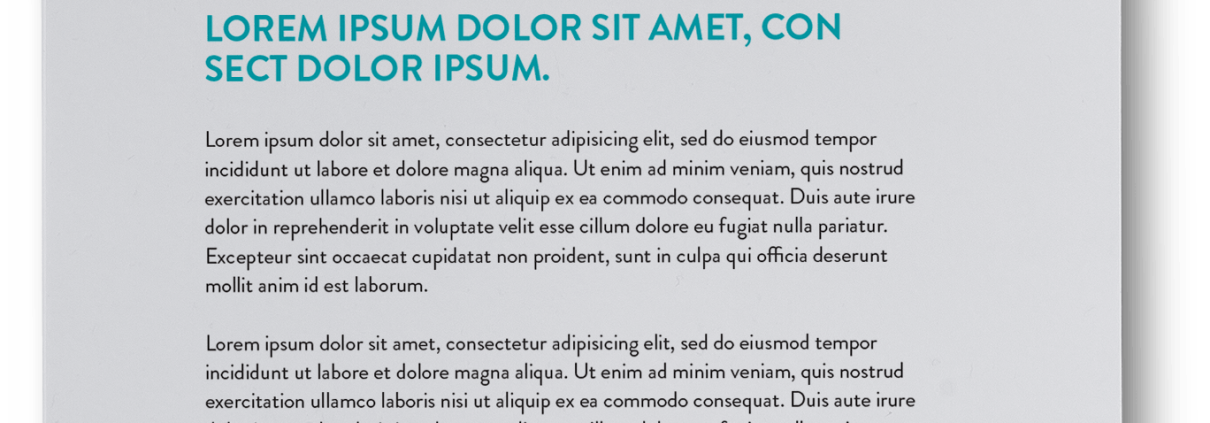 LOREM IPSUM DOLOR SIT AMET, CON
SECT DOLOR IPSUM.
Lorem ipsum dolor sit amet, consectetur adipisicing elit, sed do eiusmod tempor
incididunt ut labore et dolore magna aliqua. Ut enim ad minim veniam, quis nostrud
exercitation ullamco laboris nisi ut aliquip ex ea commodo consequat. Duis aute irure
dolor in reprehenderit in voluptate velit esse cillum dolore eu fugiat nulla pariatur.
Excepteur sint occaecat cupidatat non proident, sunt in culpa qui officia deserunt
mollit anim id est laborum.
Lorem ipsum dolor sit amet, consectetur adipisicing elit, sed do eiusmod tempor
incididunt ut labore et dolore magna aliqua. Ut enim ad minim veniam, quis nostrud
exercitation ullamco laboris nisi ut aliquip ex ea commodo consequat. Duis aute irure